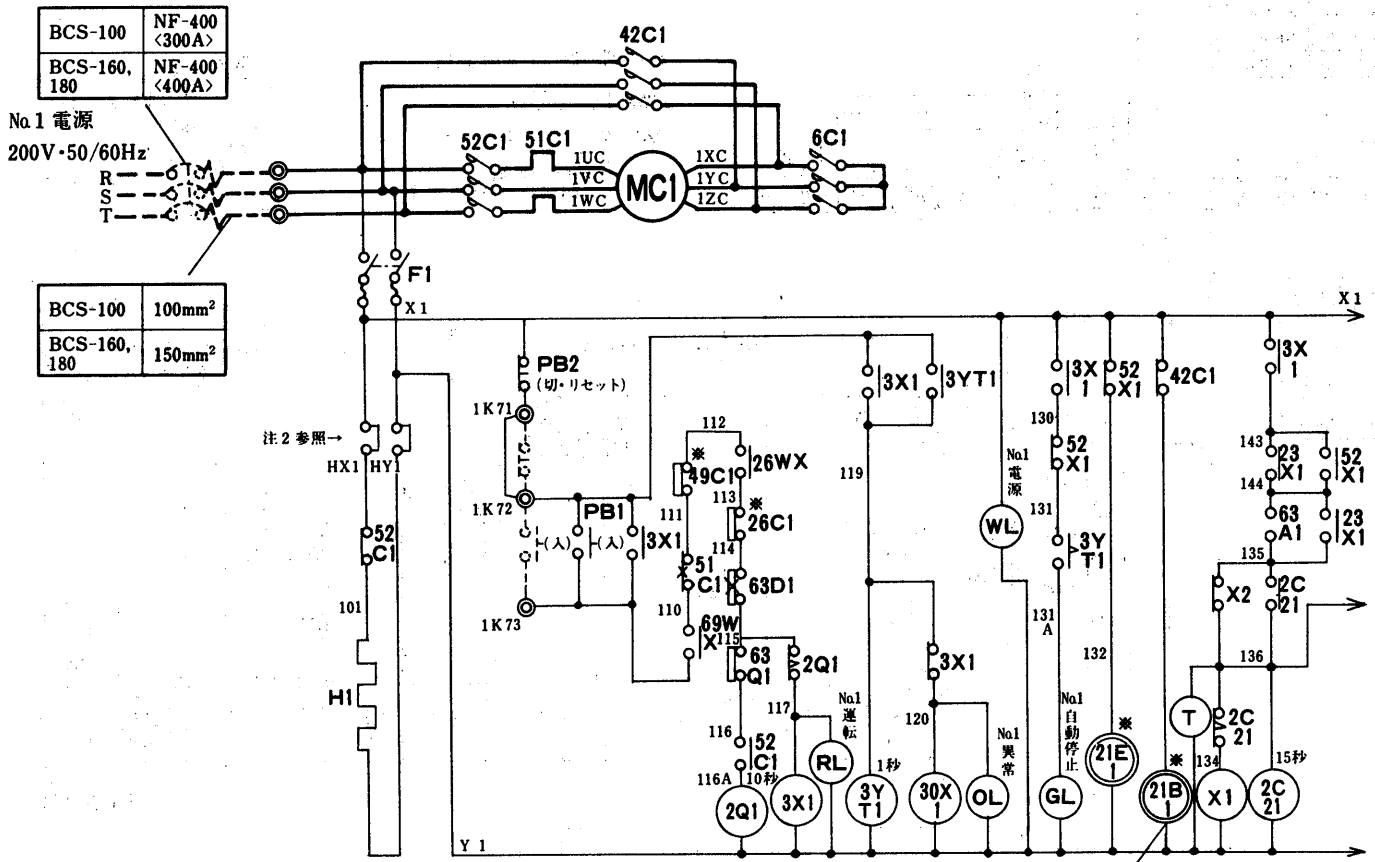 BCS-100 NF-400 <300A>
BCS-160, 180 NF-400 <400A>
No.1 電源
200V・50/60Hz
R
S
T
42C1
52C1
51C1
1UC
1VC
1WC
MC1
1XC
1YC
1ZC
6C1
BCS-100 100mm²
BCS-160, 180 150mm²
F1
X1
X1
注2参照→
HX1
HY1
52
C1
101
H1
Y1
PB2
(切・リセット)
1K71
1K72
(入)
1K73
PB1
(入)
3X1
112
※
49C1
111
51
C1
110
69W
X
26WX
113
※
26C1
114
63D1
115
63
Q1
116
52
C1
116A
10秒
2Q1
2Q1
117
3X1
No.1 運転
RL
3X1
3YT1
119
1秒
3Y
T1
3X1
120
30X
1
No.1 異常
OL
No.1 電源
WL
3X
1
130
52
X1
131
3Y
T1
131
A
No.1 自動停止
GL
52
X1
132
※
21E
1
42C1
※
21B
1
3X
1
143
23
X1
52
X1
144
63
A1
23
X1
135
X2
2C
21
136
T
2C
21
134
X1
15秒
2C
21